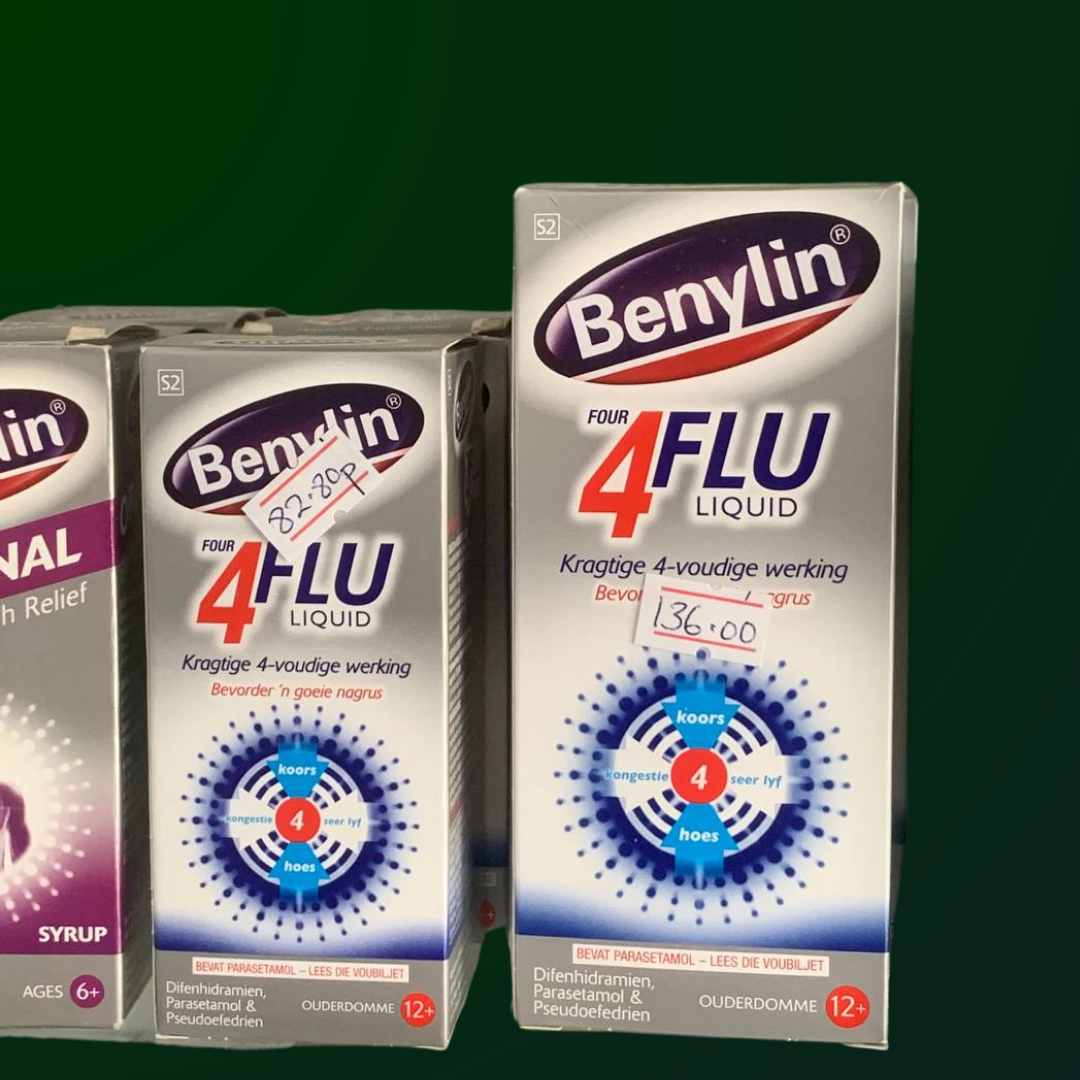 lin®
NAL
h Relief
SYRUP
AGES 6+
S2
Benylin®
82.80p
FOUR
4FLU
LIQUID
Kragtige 4-voudige werking
Bevorder 'n goeie nagrus
koors
kongestie 4 seer lyf
hoes
BEVAT PARASETAMOL – LEES DIE VOUBILJET
Difenhidramien,
Parasetamol &
Pseudoefedrien
OUDERDOMME 12+
S2
Benylin®
FOUR
4FLU
LIQUID
Kragtige 4-voudige werking
Bevor
grus
136.00
koors
kongestie 4 seer lyf
hoes
BEVAT PARASETAMOL – LEES DIE VOUBILJET
Difenhidramien,
Parasetamol &
Pseudoefedrien
OUDERDOMME 12+